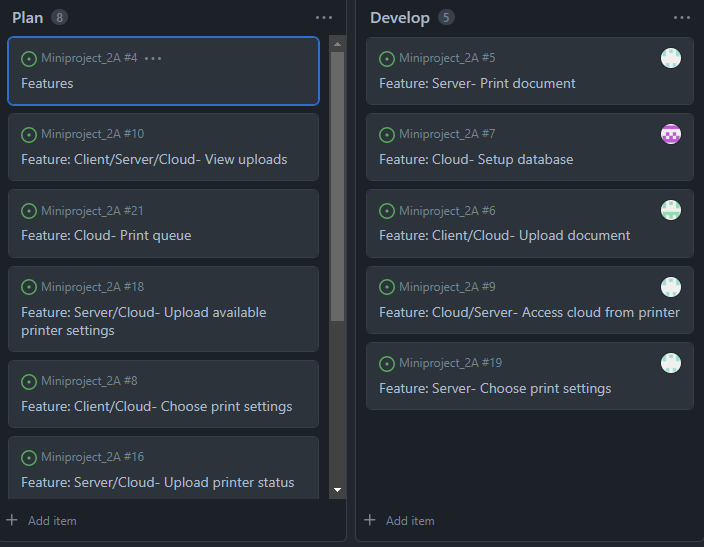 Plan 8
Miniproject_2A #4
Features
Miniproject_2A #10
Feature: Client/Server/Cloud- View uploads
Miniproject_2A #21
Feature: Cloud- Print queue
Miniproject_2A #18
Feature: Server/Cloud- Upload available
printer settings
Miniproject_2A #8
Feature: Client/Cloud- Choose print settings
Miniproject_2A #16
Feature: Server/Cloud- Upload printer status
Add item
Develop 5
Miniproject_2A #5
Feature: Server- Print document
Miniproject_2A #7
Feature: Cloud- Setup database
Miniproject_2A #6
Feature: Client/Cloud- Upload document
Miniproject_2A #9
Feature: Cloud/Server- Access cloud from printer
Miniproject_2A #19
Feature: Server- Choose print settings
Add item